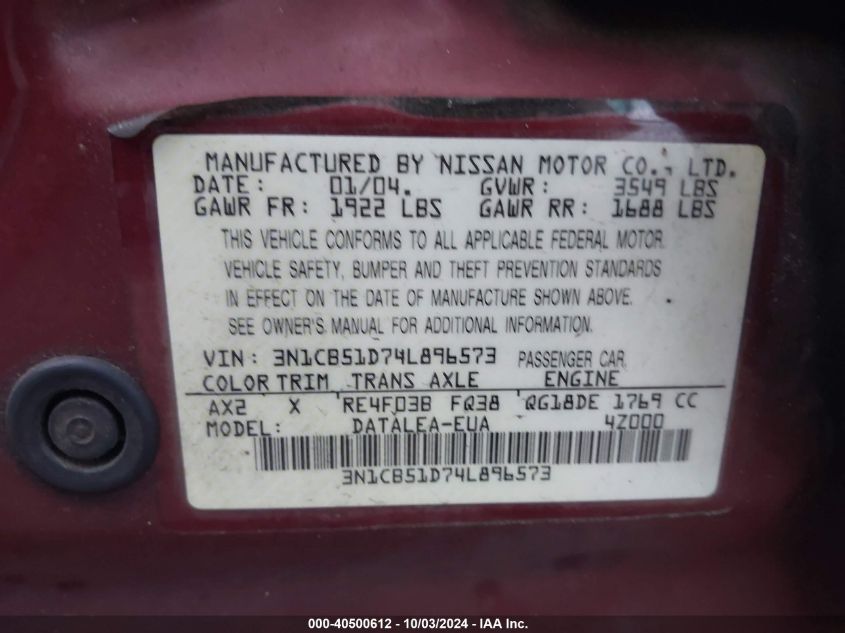 MANUFACTURED BY NISSAN MOTOR CO., LTD.
DATE: 01/04. GVWR: 3549 LBS
GAWR FR: 1922 LBS GAWR RR: 1688 LBS
THIS VEHICLE CONFORMS TO ALL APPLICABLE FEDERAL MOTOR
VEHICLE SAFETY, BUMPER AND THEFT PREVENTION STANDARDS
IN EFFECT ON THE DATE OF MANUFACTURE SHOWN ABOVE.
SEE OWNER'S MANUAL FOR ADDITIONAL INFORMATION.
VIN: 3N1CB51D74L896573 PASSENGER CAR
COLOR TRIM TRANS AXLE ENGINE
AX2 X RE4F03B FQ38 QG18DE 1769 CC
MODEL: DATALEA-EUA 4Z000
3N1CB51D74L896573
000-40500612 - 10/03/2024 - IAA Inc.